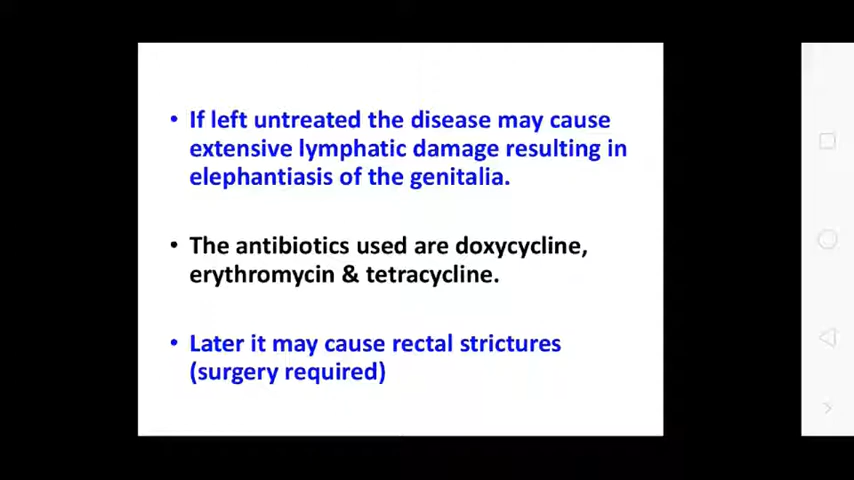 • If left untreated the disease may cause
extensive lymphatic damage resulting in
elephantiasis of the genitalia.
• The antibiotics used are doxycycline,
erythromycin & tetracycline.
• Later it may cause rectal strictures
(surgery required)